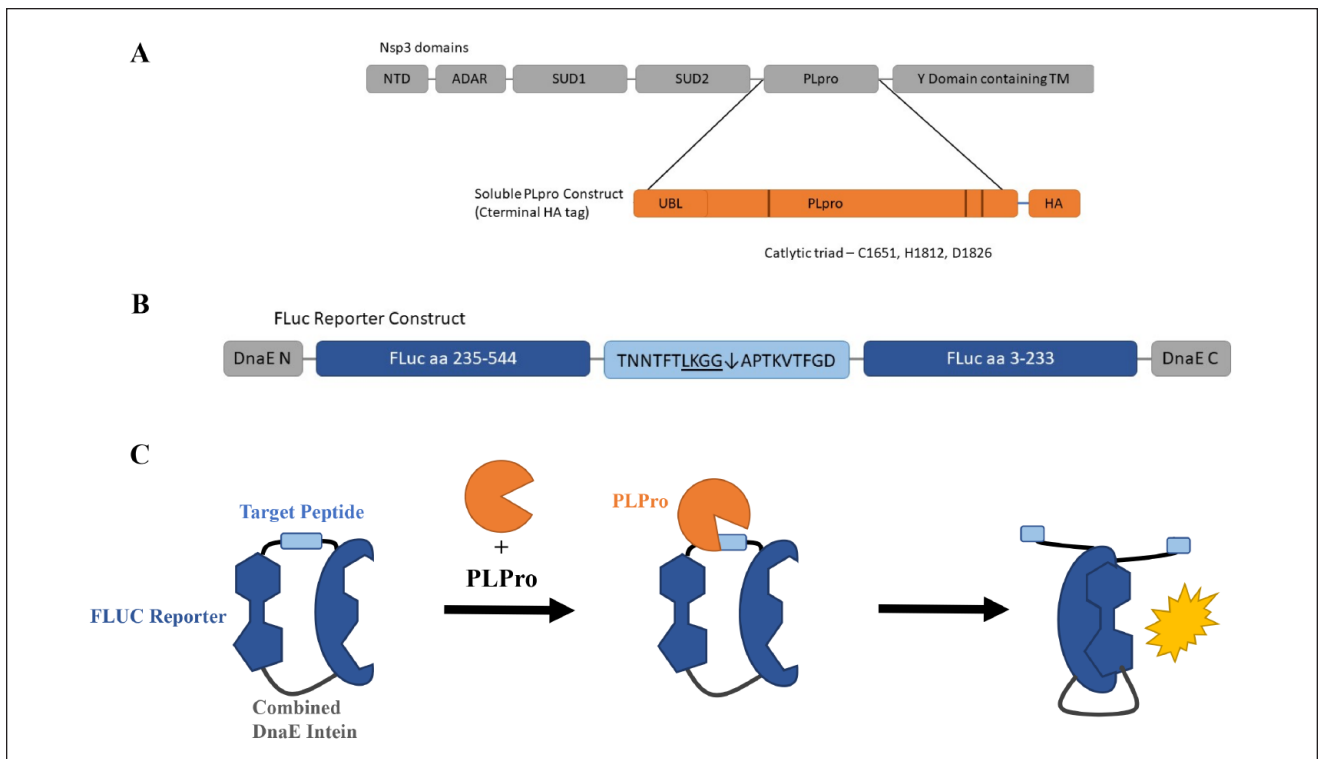 A
Nsp3 domains
NTD
ADAR
SUD1
SUD2
PLpro
Y Domain containing TM
Soluble PLpro Construct
(Cterminal HA tag)
UBL
PLpro
HA
Catlytic triad – C1651, H1812, D1826
B
FLuc Reporter Construct
DnaE N
FLuc aa 235-544
TNNTFTLKGG↓APTKVTFGD
FLuc aa 3-233
DnaE C
C
Target Peptide
FLUC Reporter
Combined
DnaE Intein
+
PLPro
PLPro